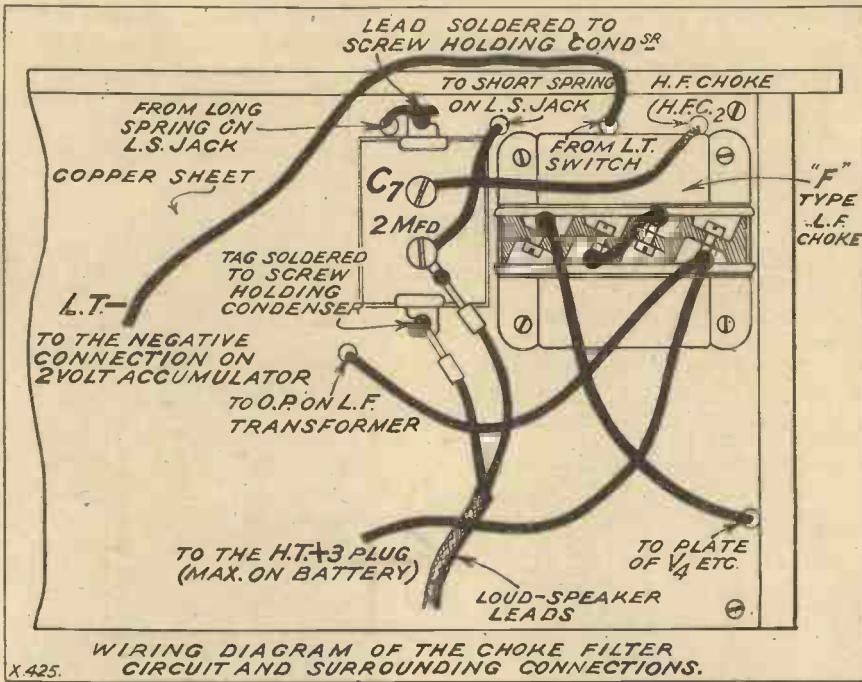 LEAD SOLDERED TO
SCREW HOLDING CONDSR
FROM LONG
SPRING ON
L.S. JACK
TO SHORT SPRING
ON L.S. JACK
H.F. CHOKE
(H.F.C.2)
FROM L.T.
SWITCH
"F"
TYPE
L.F.
CHOKE
COPPER SHEET
C7
2 MFD
TAG SOLDERED
TO SCREW
HOLDING
CONDENSER
L.T.-
TO THE NEGATIVE
CONNECTION ON
2 VOLT ACCUMULATOR
TO O.P. ON L.F.
TRANSFORMER
TO THE H.T.+3 PLUG
(MAX. ON BATTERY)
LOUD-SPEAKER
LEADS
TO PLATE
OF V4 ETC.
WIRING DIAGRAM OF THE CHOKE FILTER
CIRCUIT AND SURROUNDING CONNECTIONS.
X.425.